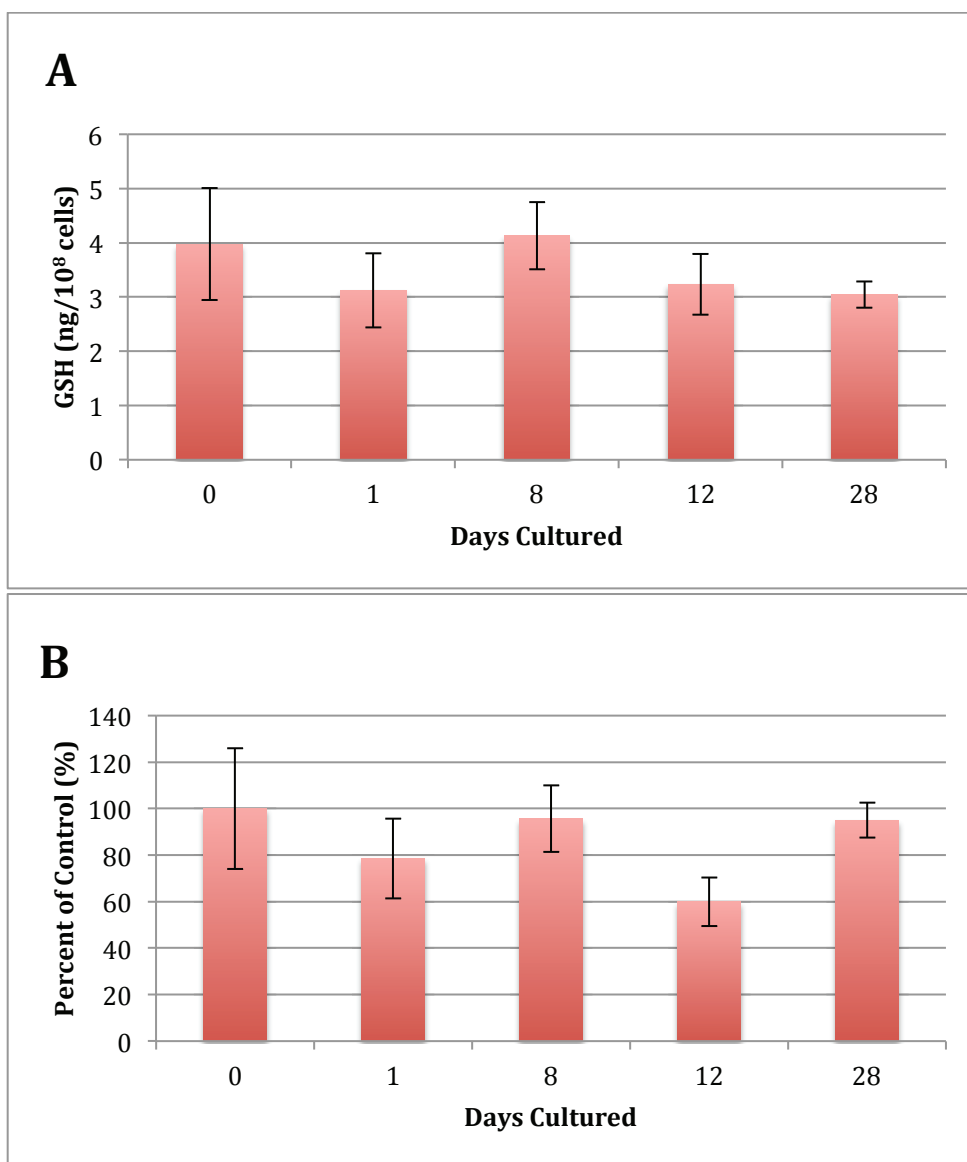 A
GSH (ng/10⁸ cells)
6
5
4
3
2
1
0
0 1 8 12 28
Days Cultured
B
Percent of Control (%)
140
120
100
80
60
40
20
0
0 1 8 12 28
Days Cultured